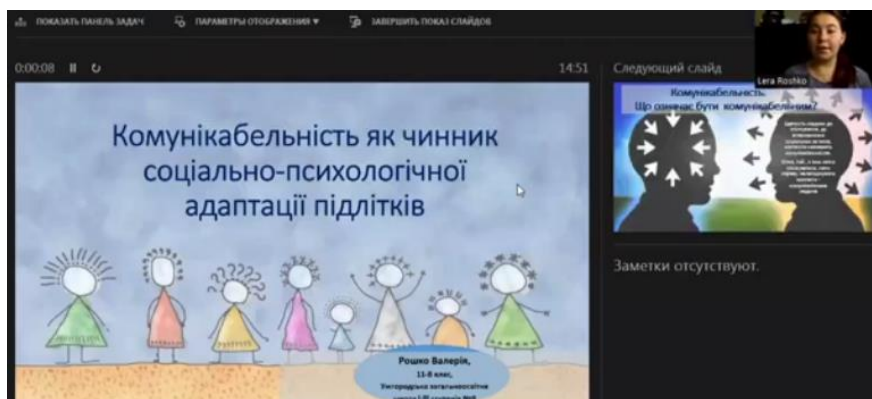 ПОКАЗАТЬ ПАНЕЛЬ ЗАДАЧ
ПАРАМЕТРЫ ОТОБРАЖЕНИЯ ▼
ЗАВЕРШИТЬ ПОКАЗ СЛАЙДОВ
0:00:08
14:51
Следующий слайд
Lera Roshko
Комунікабельність як чинник
соціально-психологічної
адаптації підлітків
Рошко Валерія,
11-В клас,
Ужгородська загальноосвітня
Комунікабельність.
Що означає бути комунікабельним?
Заметки отсутствуют.